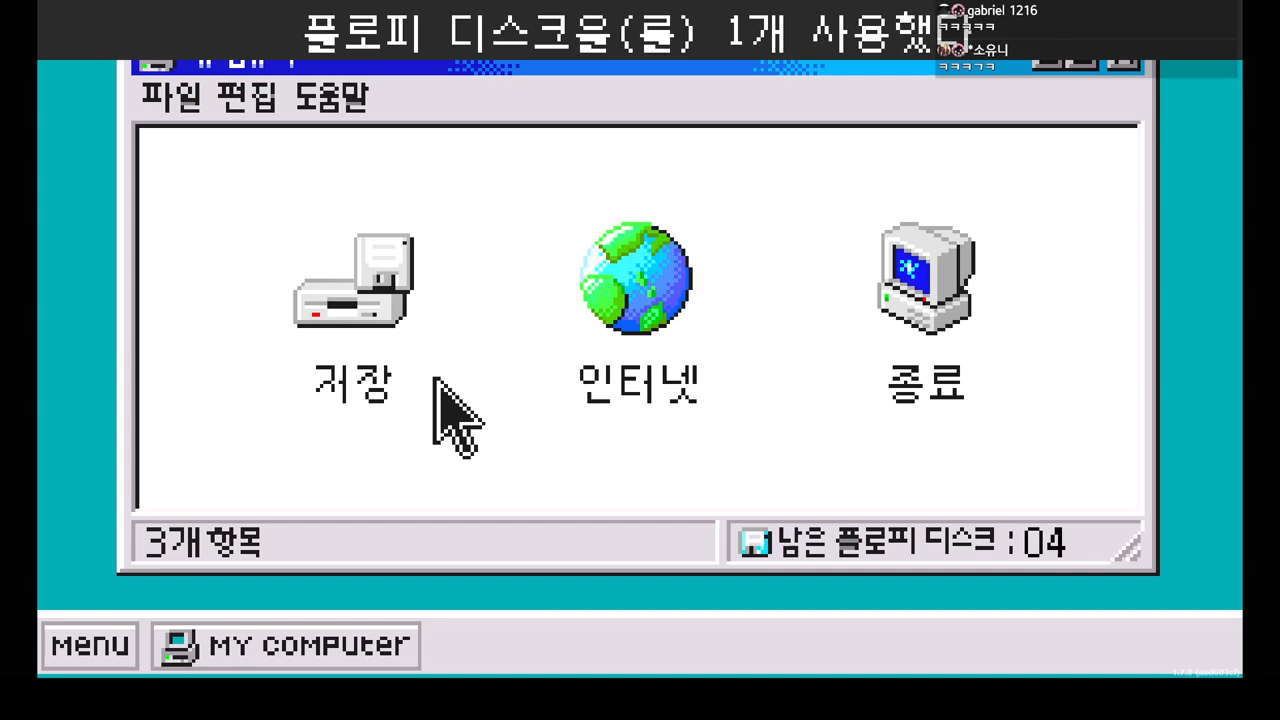 플로피 디스크을(를) 1개 사용했다
gabriel 1216
ㅋㅋㅋㅋㅋ
*소유니
ㅋㅋㅋㄱㅋ
파일 편집 도움말
저장
인터넷
종료
3개 항목
남은 플로피 디스크 : 04
Menu
MY COMPUter